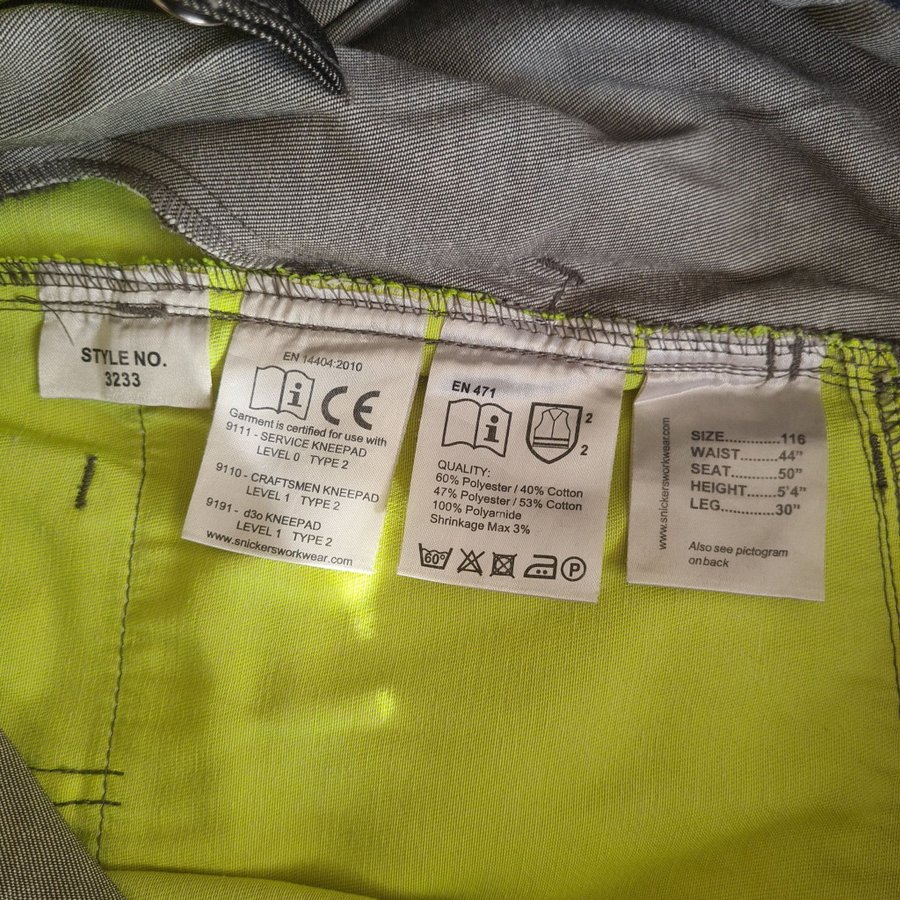 STYLE NO.
3233
EN 14404:2010
i CE
Garment is certified for use with
9111 - SERVICE KNEEPAD
LEVEL 0 TYPE 2
9110 - CRAFTSMEN KNEEPAD
LEVEL 1 TYPE 2
9191 - d3o KNEEPAD
LEVEL 1 TYPE 2
www.snickersworkwear.com
EN 471
i 2
2
QUALITY:
60% Polyester / 40% Cotton
47% Polyester / 53% Cotton
100% Polyamide
Shrinkage Max 3%
60° P
www.snickersworkwear.com
SIZE...........116
WAIST........44"
SEAT..........50"
HEIGHT......5'4"
LEG............30"
Also see pictogram
on back